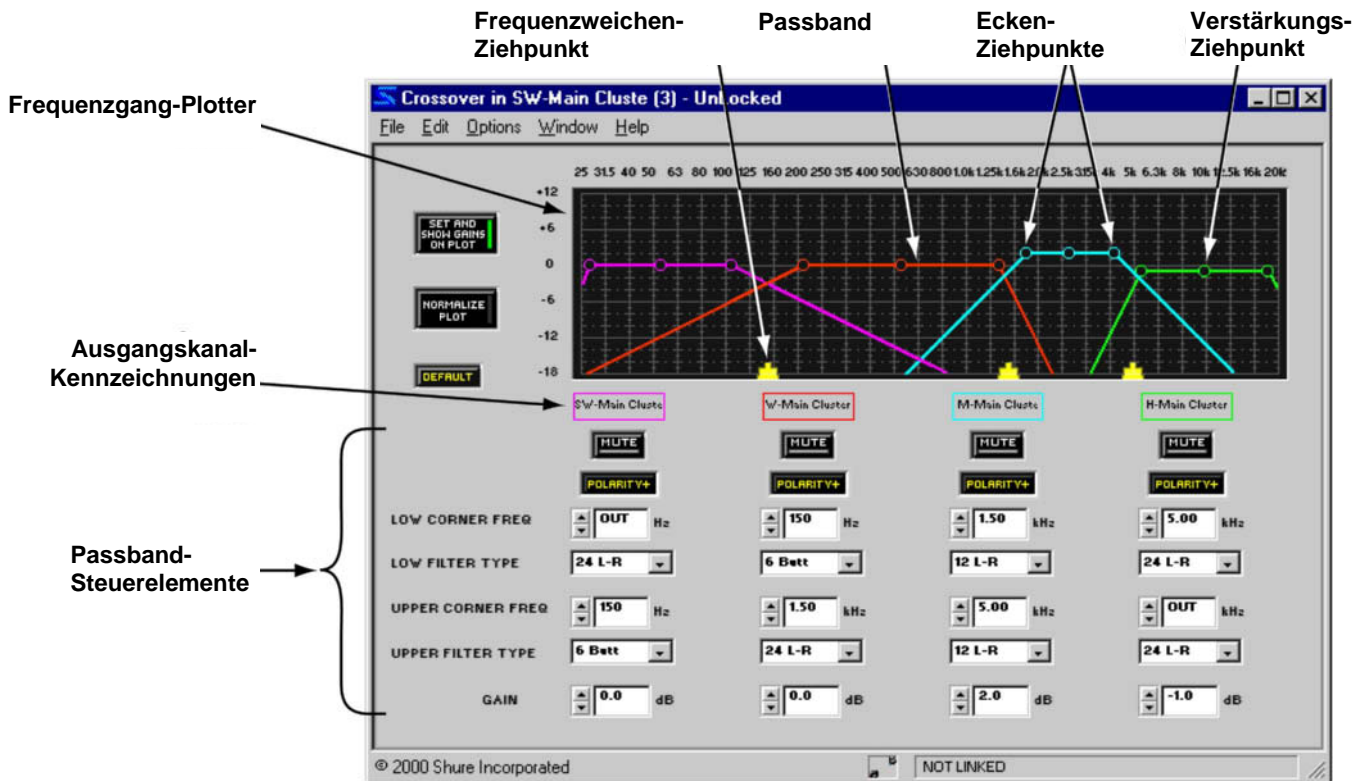 Frequenzweichen-
Ziehpunkt
Passband
Ecken-
Ziehpunkte
Verstärkungs-
Ziehpunkt
Frequenzgang-Plotter
Crossover in SW-Main Cluste (3) - UnLocked
File Edit Options Window Help
25 31.5 40 50 63 80 100 125 160 200 250 315 400 500 630 800 1.0k 1.25k 1.6k 2.0k 2.5k 3.15k 4k 5k 6.3k 8k 10k 12.5k 16k 20k
+12
+6
0
-6
-12
-18
SET AND
SHOW GAINS
ON PLOT
NORMALIZE
PLOT
DEFAULT
Ausgangskanal-
Kennzeichnungen
SW-Main Cluste W-Main Cluster M-Main Cluste H-Main Cluster
MUTE MUTE MUTE MUTE
POLARITY+ POLARITY+ POLARITY+ POLARITY+
Passband-
Steuerelemente
LOW CORNER FREQ OUT Hz 150 Hz 1.50 kHz 5.00 kHz
LOW FILTER TYPE 24 L-R 6 Butt 12 L-R 24 L-R
UPPER CORNER FREQ 150 Hz 1.50 kHz 5.00 kHz OUT kHz
UPPER FILTER TYPE 6 Butt 24 L-R 12 L-R 24 L-R
GAIN 0.0 dB 0.0 dB 2.0 dB -1.0 dB
© 2000 Shure Incorporated
NOT LINKED